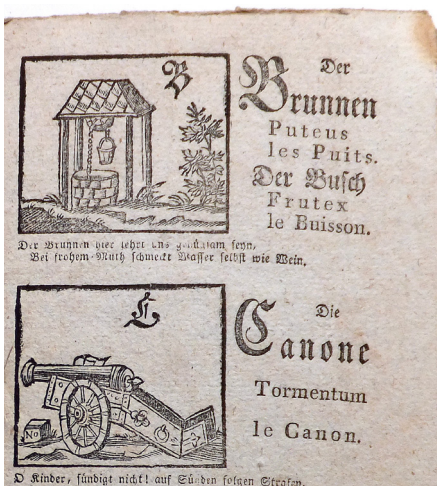 B
Der
Brunnen
Puteus
les Puits.
Der Busch
Frutex
le Buisson.
Der Brunnen hier lehrt uns genügsam seyn,
Bei frohem Muth schmeckt Wasser selbst wie Wein.
C
Die
Canone
Tormentum
le Canon.
No
O Kinder, sündigt nicht! auf Sünden folgen Strafen.